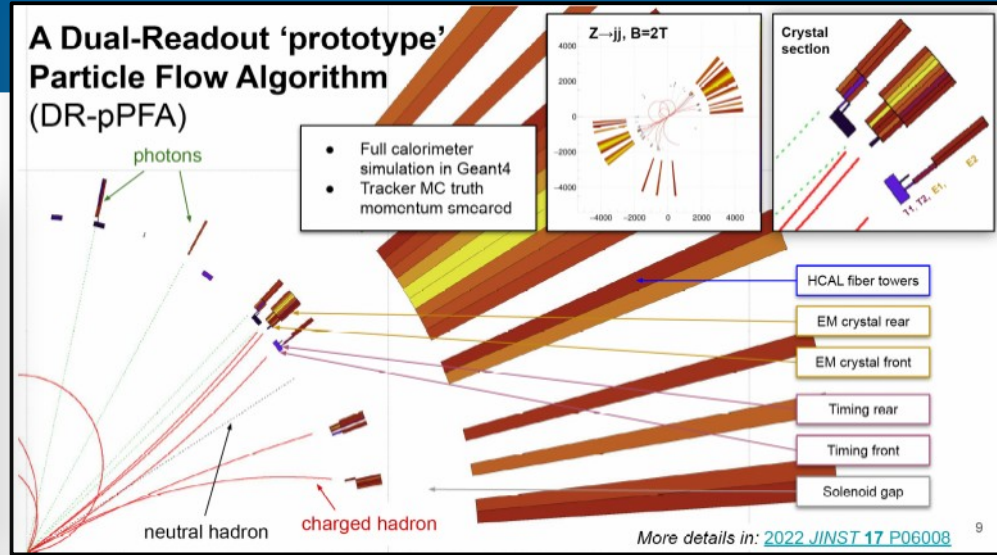 A Dual-Readout ‘prototype’
Particle Flow Algorithm
(DR-pPFA)
photons
● Full calorimeter
simulation in Geant4
● Tracker MC truth
momentum smeared
Z→jj, B=2T
4000
2000
0
−2000
−4000
−4000 −2000 0 2000 4000
Crystal
section
T1, T2, E1, E2
HCAL fiber towers
EM crystal rear
EM crystal front
Timing rear
Timing front
Solenoid gap
neutral hadron
charged hadron
More details in: 2022 JINST 17 P06008
9